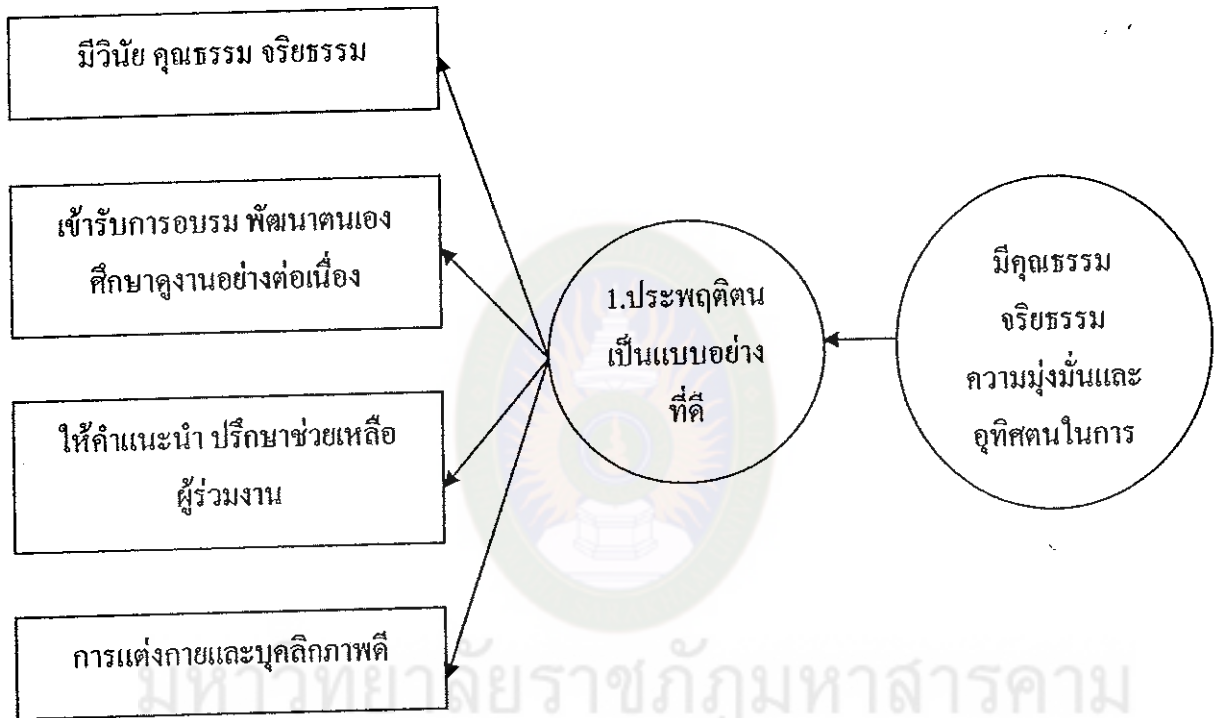 มีวินัย คุณธรรม จริยธรรม
เข้ารับการอบรม พัฒนาตนเอง
ศึกษาดูงานอย่างต่อเนื่อง
ให้คำแนะนำ ปรึกษาช่วยเหลือ
ผู้ร่วมงาน
การแต่งกายและบุคลิกภาพดี
1.ประพฤติตน
เป็นแบบอย่าง
ที่ดี
มีคุณธรรม
จริยธรรม
ความมุ่งมั่นและ
อุทิศตนในการ
มหาวิทยาลัยราชภัฏมหาสารคาม